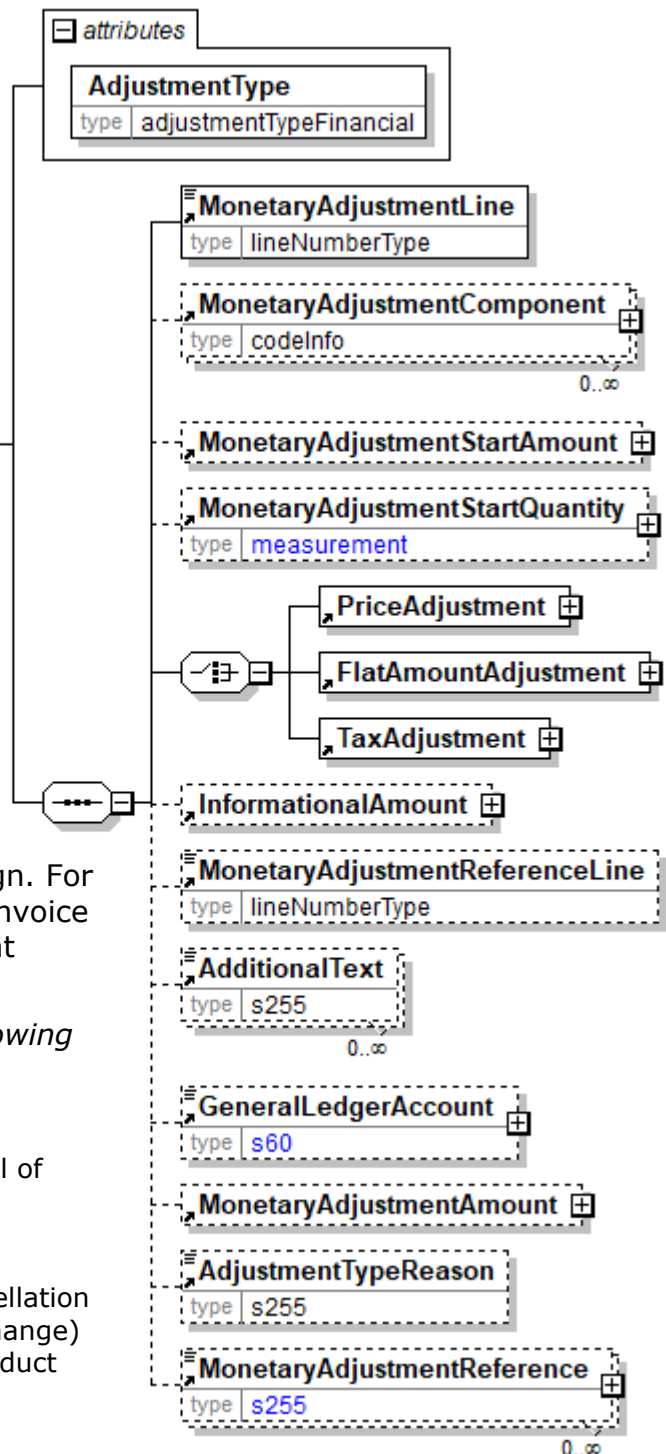 attributes
AdjustmentType
type adjustmentTypeFinancial
MonetaryAdjustmentLine
type lineNumberType
MonetaryAdjustmentComponent
type codeInfo
0..∞
MonetaryAdjustmentStartAmount
MonetaryAdjustmentStartQuantity
type measurement
PriceAdjustment
FlatAmountAdjustment
TaxAdjustment
InformationalAmount
MonetaryAdjustmentReferenceLine
type lineNumberType
AdditionalText
type s255
0..∞
GeneralLedgerAccount
type s60
MonetaryAdjustmentAmount
AdjustmentTypeReason
type s255
MonetaryAdjustmentReference
type s255
0..∞
gn. For
nvoice
nt
owing
l of
ellation
hange)
duct